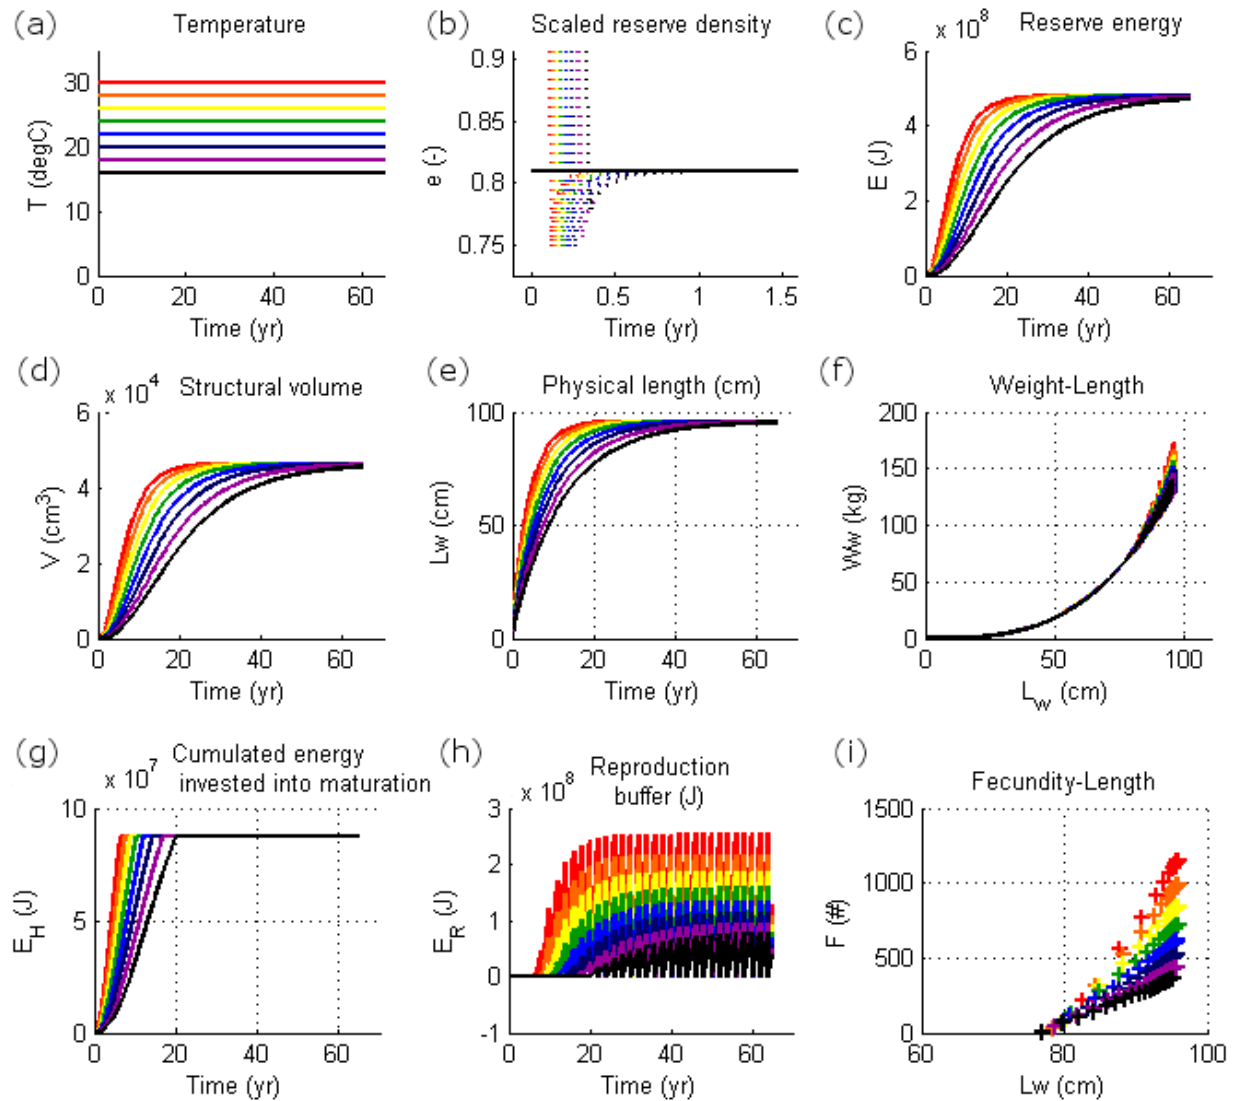 (a) Temperature
30
20
10
0
T (degC)
0 20 40 60
Time (yr)
(b) Scaled reserve density
0.9
0.85
0.8
0.75
e (-)
0 0.5 1 1.5
Time (yr)
(c) x 10^8 Reserve energy
6
4
2
0
E (J)
0 20 40 60
Time (yr)
(d) x 10^4 Structural volume
6
4
2
0
V (cm^3)
0 20 40 60
Time (yr)
(e) Physical length (cm)
100
50
0
Lw (cm)
0 20 40 60
Time (yr)
(f) Weight-Length
200
150
100
50
0
Ww (kg)
0 50 100
L_W (cm)
(g) Cumulated energy
x 10^7 invested into maturation
10
5
0
E_H (J)
0 20 40 60
Time (yr)
(h) Reproduction
x 10^8 buffer (J)
3
2
1
0
-1
E_R (J)
0 20 40 60
Time (yr)
(i) Fecundity-Length
1500
1000
500
0
F (#)
60 80 100
Lw (cm)